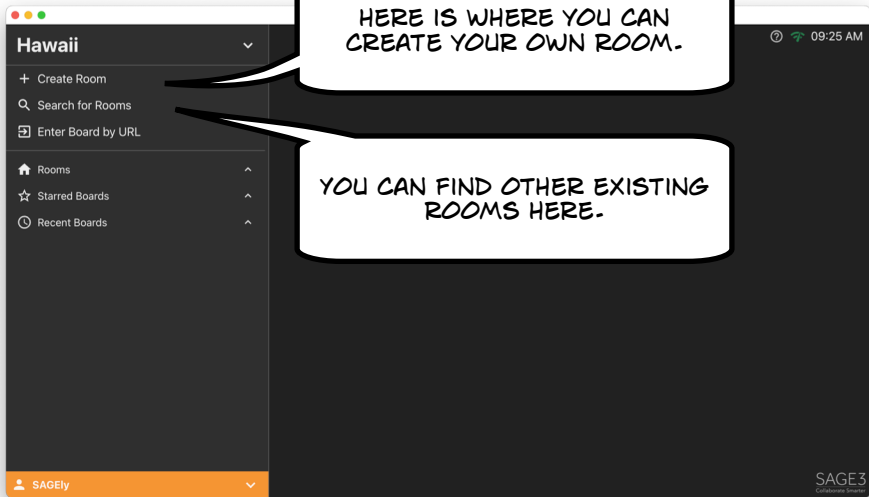 HERE IS WHERE YOU CAN
CREATE YOUR OWN ROOM.
Hawaii
09:25 AM
+ Create Room
Search for Rooms
Enter Board by URL
YOU CAN FIND OTHER EXISTING
ROOMS HERE.
Rooms
Starred Boards
Recent Boards
SAGEly
SAGE3
Collaborate Smarter